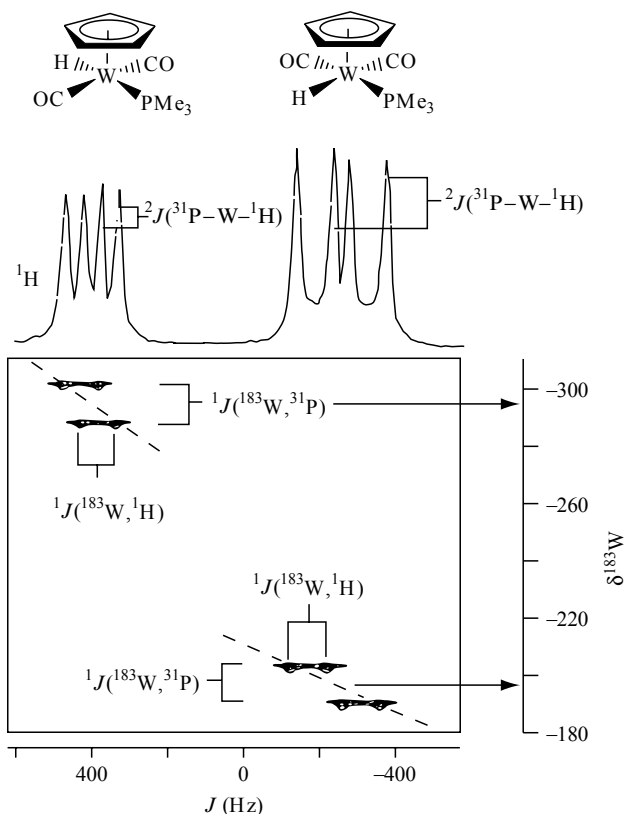 H
W
CO
OC
PMe₃
OC
CO
W
H
PMe₃
²J(³¹P–W–¹H)
²J(³¹P–W–¹H)
¹H
¹J(¹⁸³W,³¹P)
¹J(¹⁸³W,¹H)
¹J(¹⁸³W,¹H)
¹J(¹⁸³W,³¹P)
–300
–260
–220
–180
δ¹⁸³W
400
0
–400
J (Hz)